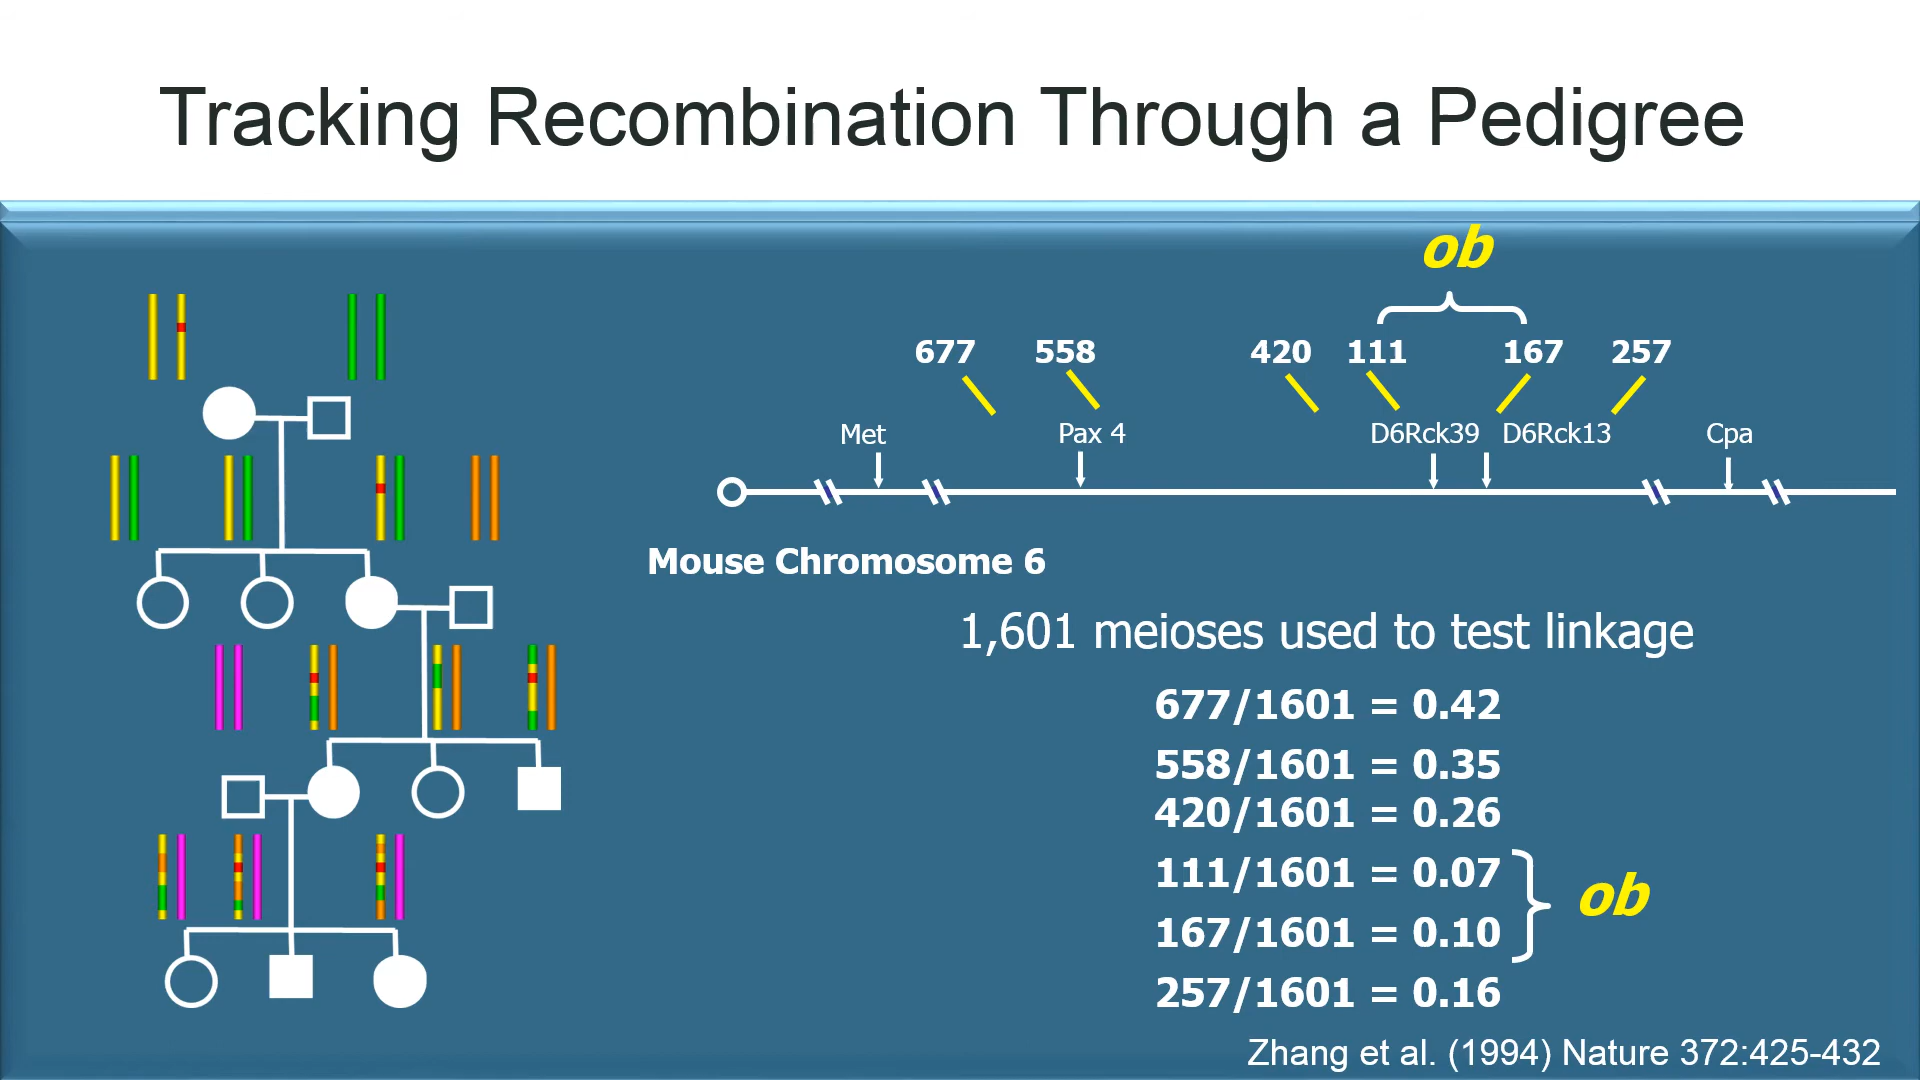 Tracking Recombination Through a Pedigree
ob
677 558 420 111 167 257
Met Pax 4 D6Rck39 D6Rck13 Cpa
Mouse Chromosome 6
1,601 meioses used to test linkage
677/1601 = 0.42
558/1601 = 0.35
420/1601 = 0.26
111/1601 = 0.07
ob
167/1601 = 0.10
257/1601 = 0.16
Zhang et al. (1994) Nature 372:425-432